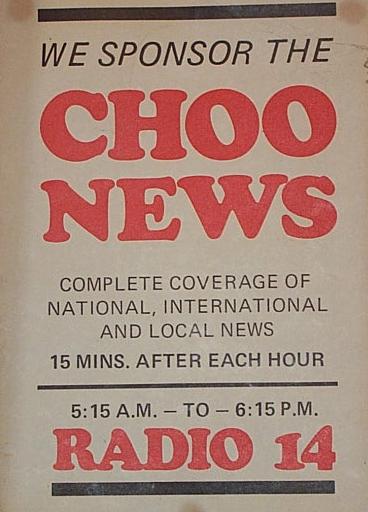 WE SPONSOR THE
CHOO
NEWS
COMPLETE COVERAGE OF
NATIONAL, INTERNATIONAL
AND LOCAL NEWS
15 MINS. AFTER EACH HOUR
5:15 A.M. — TO — 6:15 P.M.
RADIO 14